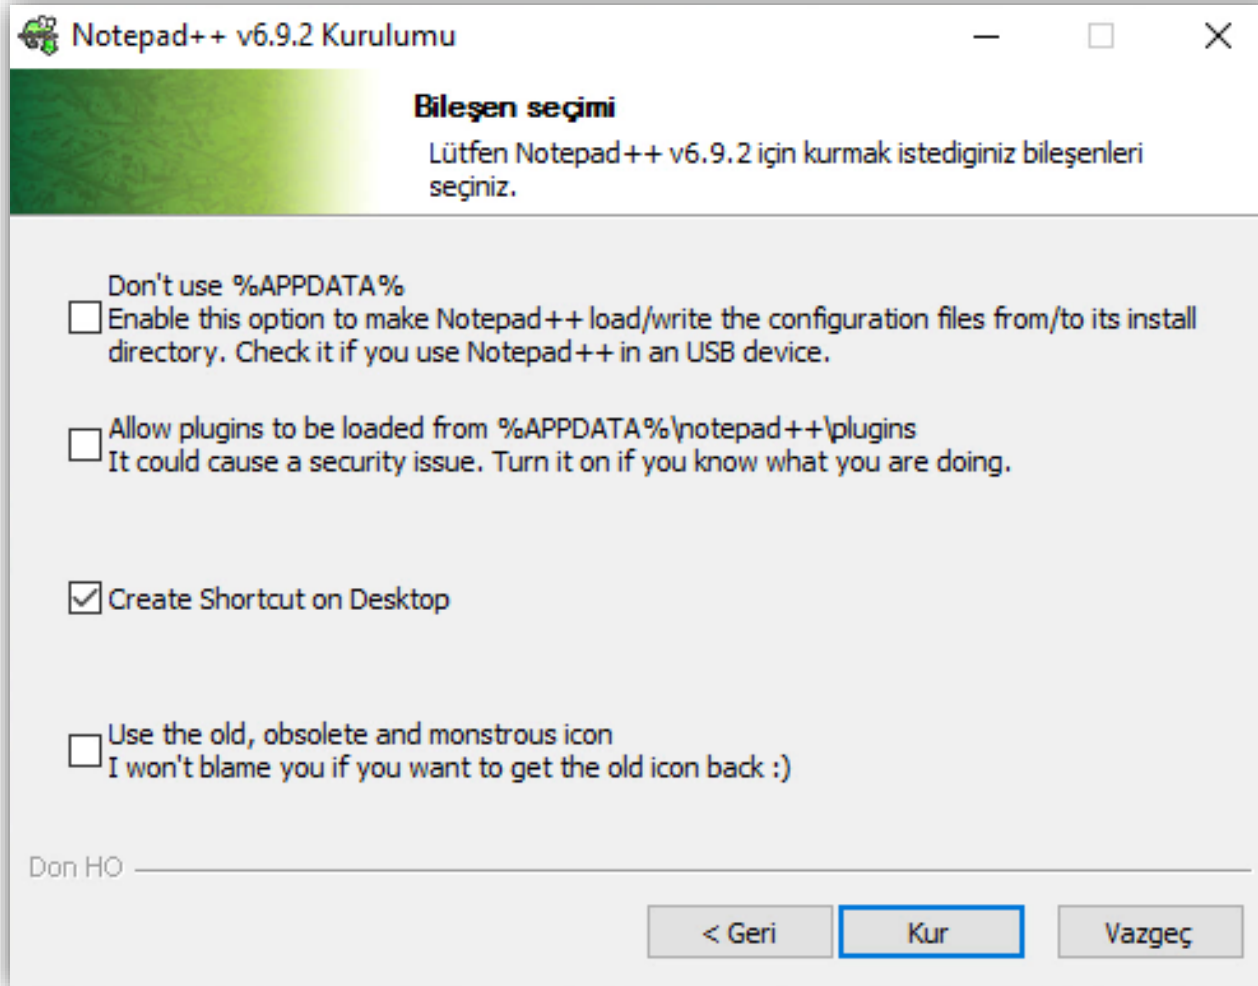 Notepad++ v6.9.2 Kurulumu
Bileşen seçimi
Lütfen Notepad++ v6.9.2 için kurmak istediginiz bileşenleri
seçiniz.
Don't use %APPDATA%
Enable this option to make Notepad++ load/write the configuration files from/to its install
directory. Check it if you use Notepad++ in an USB device.
Allow plugins to be loaded from %APPDATA%\notepad++\plugins
It could cause a security issue. Turn it on if you know what you are doing.
Create Shortcut on Desktop
Use the old, obsolete and monstrous icon
I won't blame you if you want to get the old icon back :)
Don HO
< Geri
Kur
Vazgeç